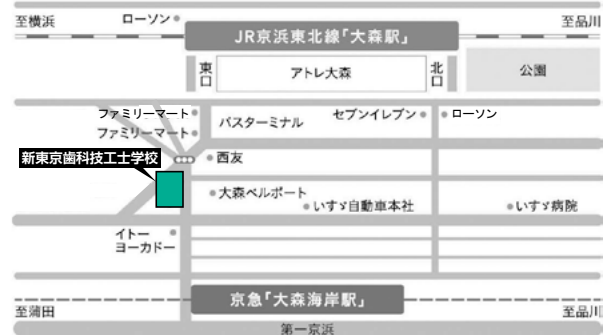 至横浜
ローソン
至品川
JR京浜東北線「大森駅」
東口
アトレ大森
北口
公園
ファミリーマート
ファミリーマート
バスターミナル
セブンイレブン
ローソン
新東京歯科技工士学校
西友
大森ベルポート
いすゞ自動車本社
いすゞ病院
イトー
ヨーカドー
京急「大森海岸駅」
至蒲田
至品川
第一京浜